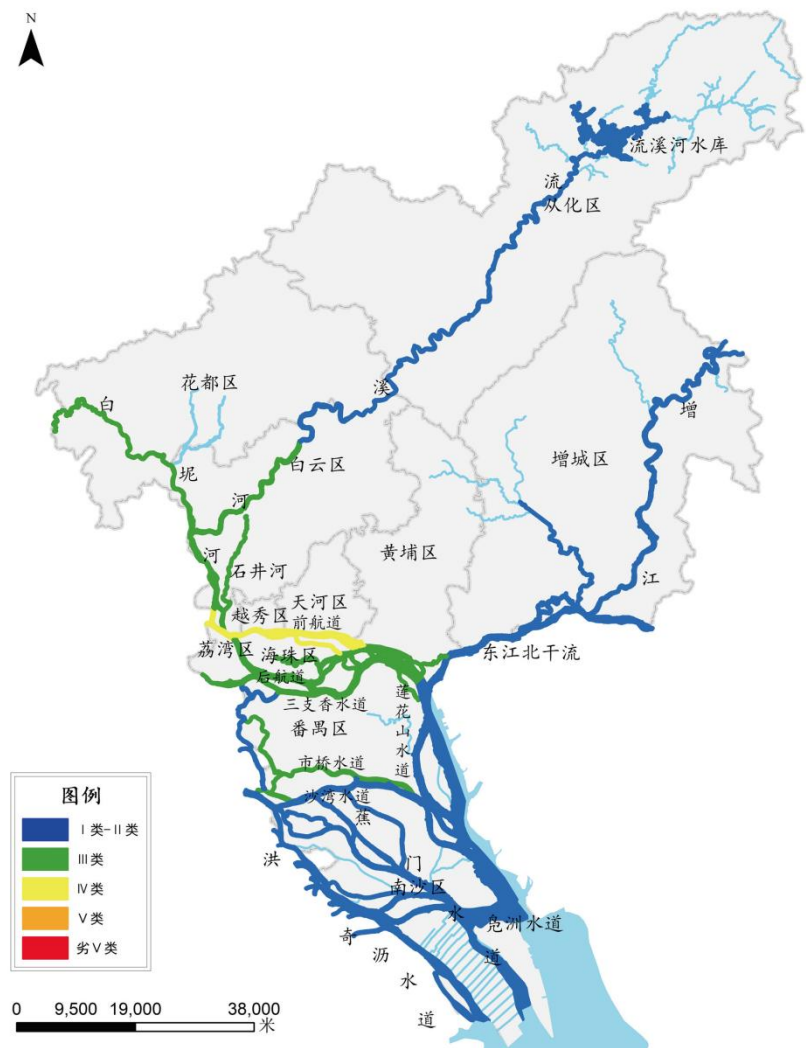 N
流溪河水库
流
从化区
溪
河
花都区
白
坭
河
白云区
增
江
增城区
黄埔区
石井河
天河区
越秀区
前航道
荔湾区
海珠区
后航道
东江北干流
三支香水道
莲花山水道
番禺区
市桥水道
沙湾水道
蕉
门
水
道
洪
奇
沥
水
道
南沙区
凫洲水道
图例
Ⅰ类-Ⅱ类
Ⅲ类
Ⅳ类
Ⅴ类
劣Ⅴ类
0 9,500 19,000 38,000
米